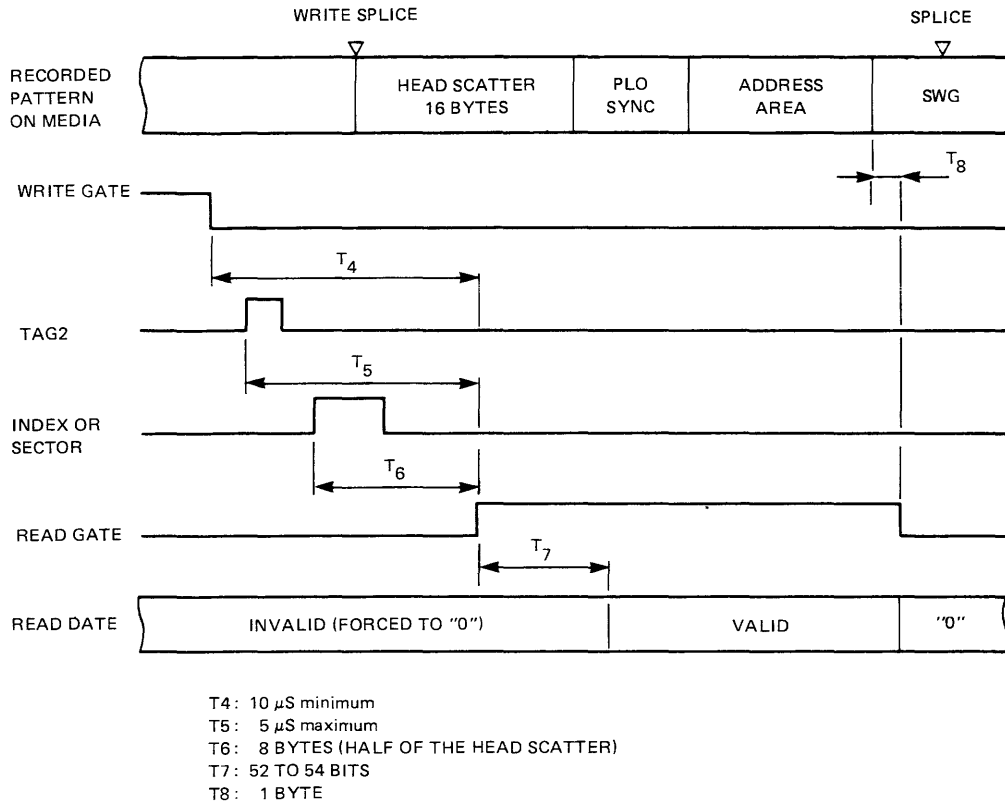 WRITE SPLICE
SPLICE
RECORDED
PATTERN
ON MEDIA
HEAD SCATTER
16 BYTES
PLO
SYNC
ADDRESS
AREA
SWG
T8
WRITE GATE
T4
TAG2
T5
INDEX OR
SECTOR
T6
READ GATE
T7
READ DATE
INVALID (FORCED TO "0")
VALID
"0"
T4: 10 μS minimum
T5: 5 μS maximum
T6: 8 BYTES (HALF OF THE HEAD SCATTER)
T7: 52 TO 54 BITS
T8: 1 BYTE